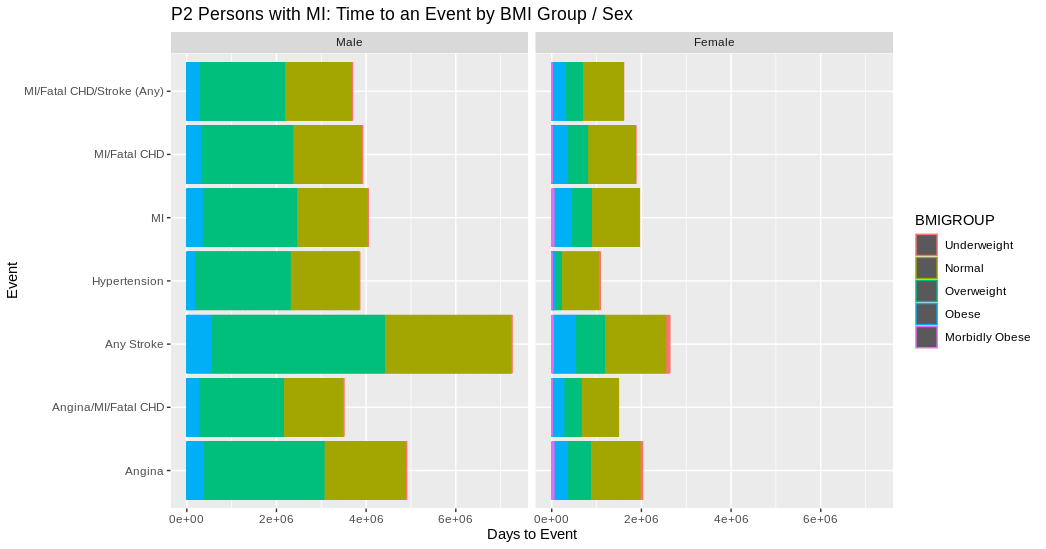 P2 Persons with MI: Time to an Event by BMI Group / Sex
Male
Female
MI/Fatal CHD/Stroke (Any)
MI/Fatal CHD
MI
Hypertension
Any Stroke
Angina/MI/Fatal CHD
Angina
Event
0e+00 2e+06 4e+06 6e+06
0e+00 2e+06 4e+06 6e+06
Days to Event
BMIGROUP
Underweight
Normal
Overweight
Obese
Morbidly Obese